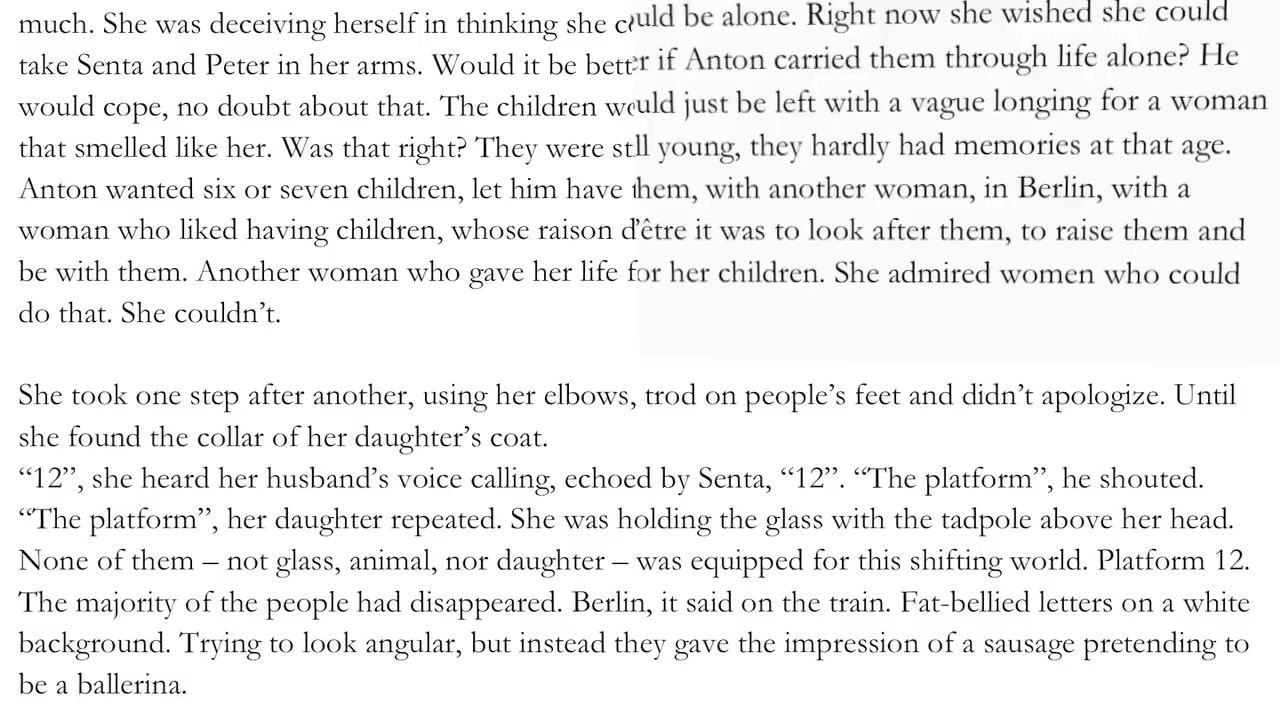 much. She was deceiving herself in thinking she could be alone. Right now she wished she could
take Senta and Peter in her arms. Would it be better if Anton carried them through life alone? He
would cope, no doubt about that. The children would just be left with a vague longing for a woman
that smelled like her. Was that right? They were still young, they hardly had memories at that age.
Anton wanted six or seven children, let him have them, with another woman, in Berlin, with a
woman who liked having children, whose raison d’être it was to look after them, to raise them and
be with them. Another woman who gave her life for her children. She admired women who could
do that. She couldn’t.
She took one step after another, using her elbows, trod on people’s feet and didn’t apologize. Until
she found the collar of her daughter’s coat.
“12”, she heard her husband’s voice calling, echoed by Senta, “12”. “The platform”, he shouted.
“The platform”, her daughter repeated. She was holding the glass with the tadpole above her head.
None of them – not glass, animal, nor daughter – was equipped for this shifting world. Platform 12.
The majority of the people had disappeared. Berlin, it said on the train. Fat-bellied letters on a white
background. Trying to look angular, but instead they gave the impression of a sausage pretending to
be a ballerina.